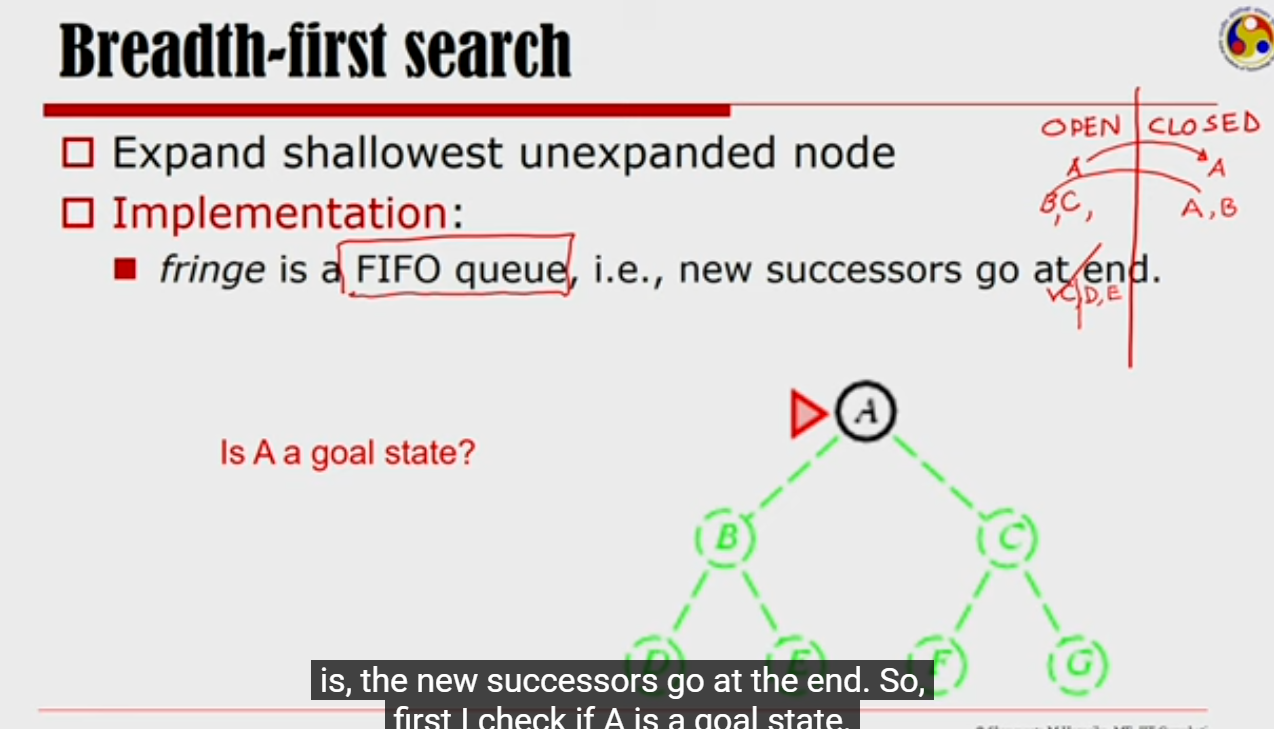 Breadth-first search
OPEN CLOSED
Expand shallowest unexpanded node
A A
Implementation:
B,C, A,B
fringe is a FIFO queue, i.e., new successors go at end.
C,D,E
A
Is A a goal state?
B C
D E F G
is, the new successors go at the end. So,
first I check if A is a goal state.